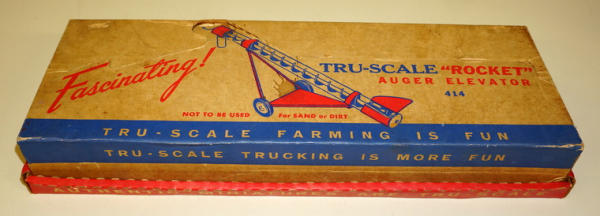 Fascinating!
TRU-SCALE "ROCKET"
AUGER ELEVATOR
414
NOT TO BE USED For SAND or DIRT
TRU-SCALE FARMING IS FUN
TRU-SCALE TRUCKING IS MORE FUN.